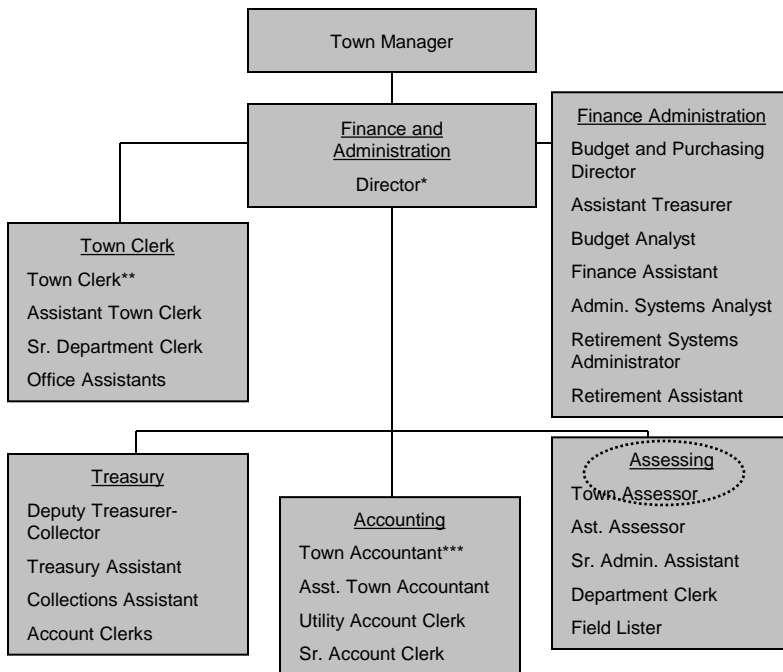 Town Manager
Finance and
Administration
Director*
Finance Administration
Budget and Purchasing
Director
Assistant Treasurer
Budget Analyst
Finance Assistant
Admin. Systems Analyst
Retirement Systems
Administrator
Retirement Assistant
Town Clerk
Town Clerk**
Assistant Town Clerk
Sr. Department Clerk
Office Assistants
Treasury
Deputy Treasurer-
Collector
Treasury Assistant
Collections Assistant
Account Clerks
Accounting
Town Accountant***
Asst. Town Accountant
Utility Account Clerk
Sr. Account Clerk
Assessing
Town Assessor
Ast. Assessor
Sr. Admin. Assistant
Department Clerk
Field Lister